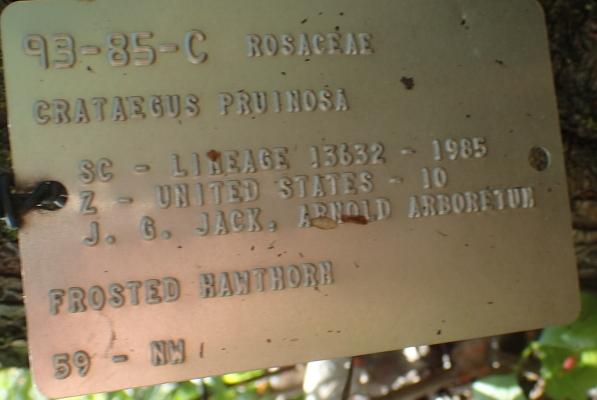 93-85-C ROSACEAE
CRATAEGUS PRUINOSA
SC - LINEAGE 13632 - 1985
Z - UNITED STATES - 10
J. G. JACK, ARNOLD ARBORETUM
FROSTED HAWTHORN
59 - NW